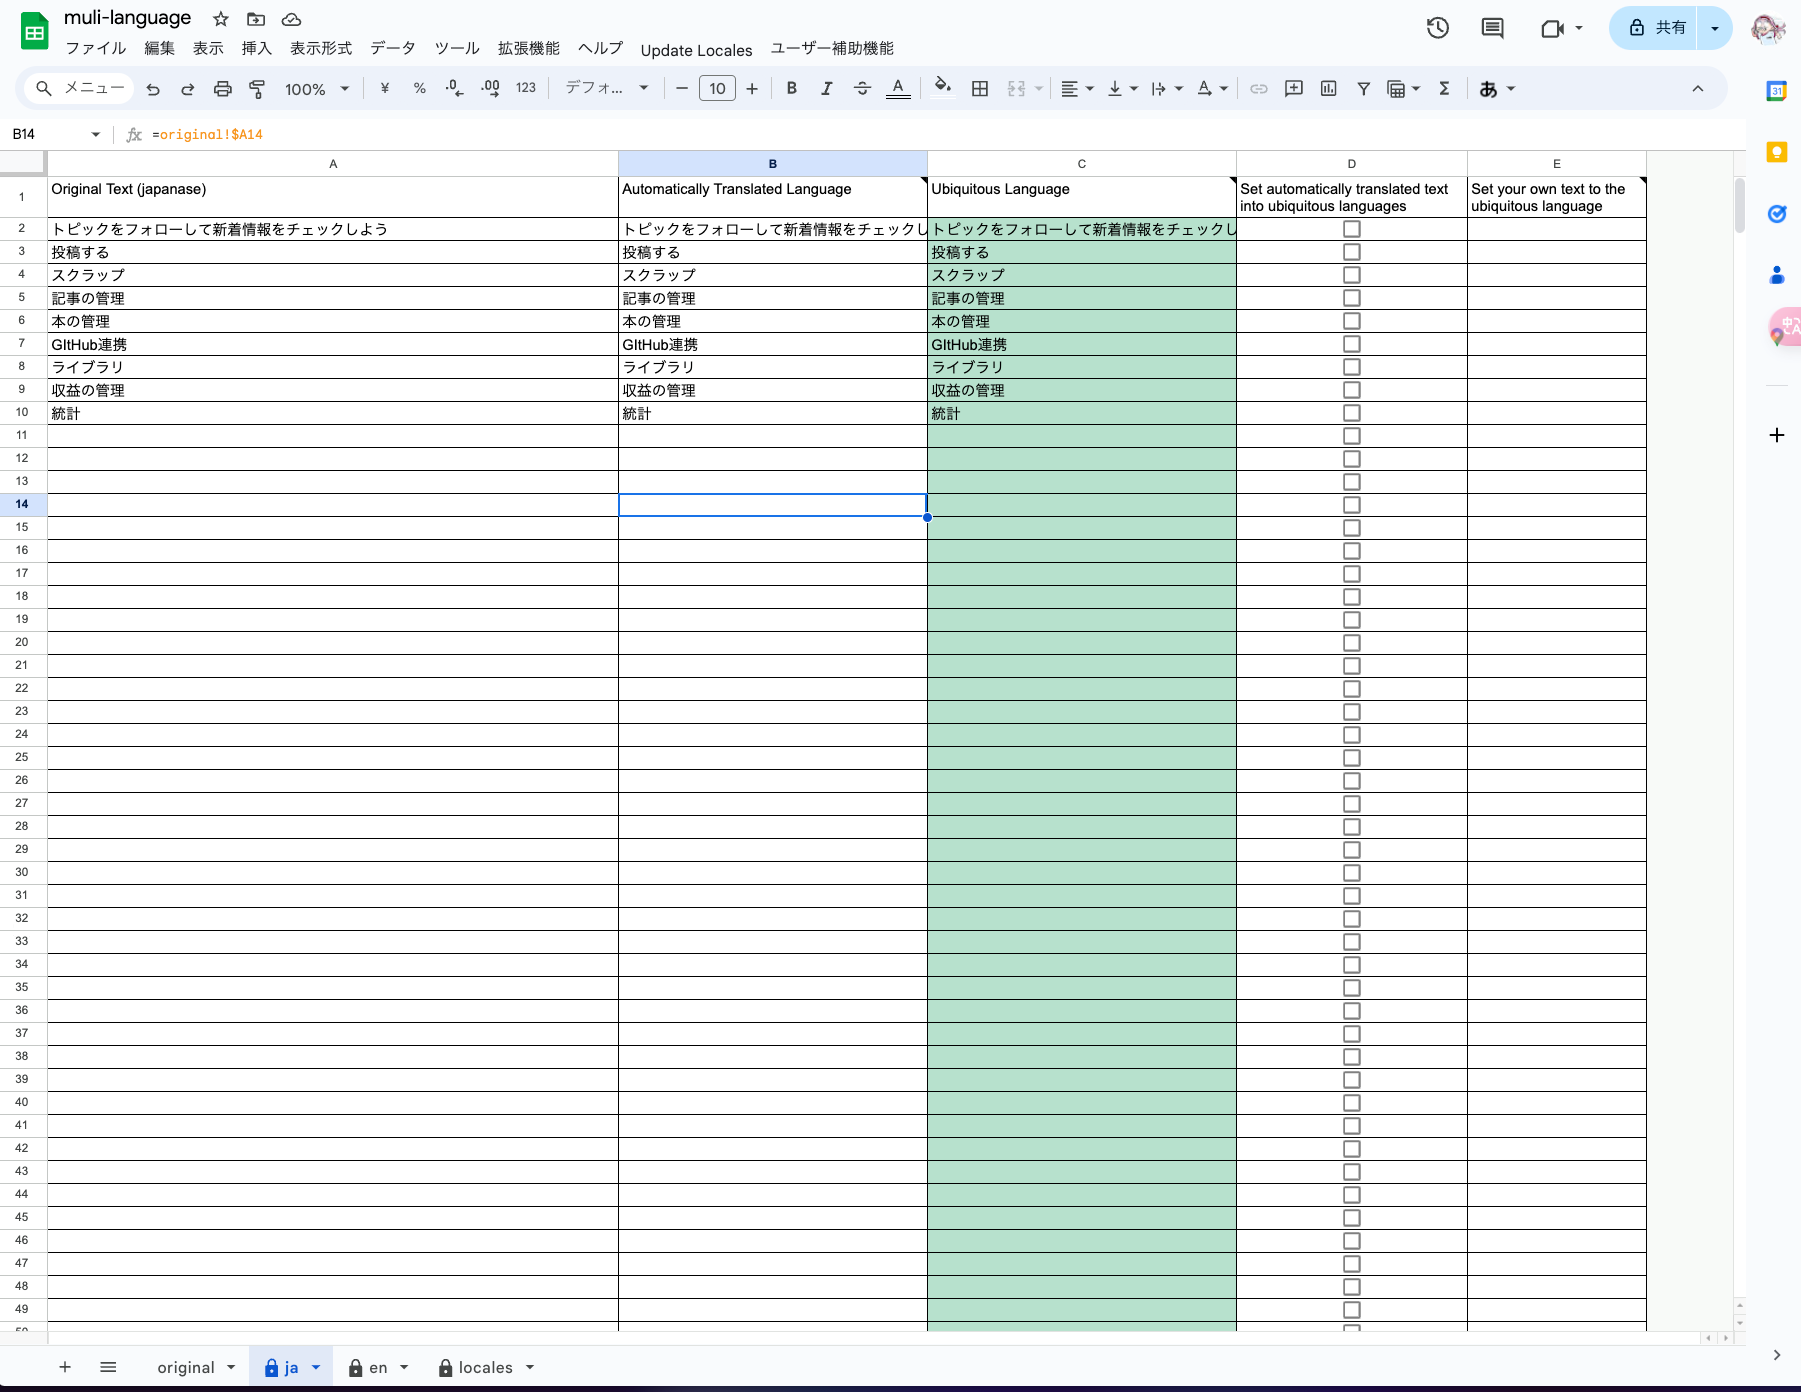 muli-language
ファイル 編集 表示 挿入 表示形式 データ ツール 拡張機能 ヘルプ Update Locales ユーザー補助機能
共有
メニュー 100% ¥ % .0 .00 123 デフォ... 10 B I A あ
B14 fx =original!$A14
A B C D E
1 Original Text (japanase) Automatically Translated Language Ubiquitous Language Set automatically translated text into ubiquitous languages Set your own text to the ubiquitous language
2 トピックをフォローして新着情報をチェックしよう トピックをフォローして新着情報をチェックし トピックをフォローして新着情報をチェックし
3 投稿する 投稿する 投稿する
4 スクラップ スクラップ スクラップ
5 記事の管理 記事の管理 記事の管理
6 本の管理 本の管理 本の管理
7 GItHub連携 GItHub連携 GItHub連携
8 ライブラリ ライブラリ ライブラリ
9 収益の管理 収益の管理 収益の管理
10 統計 統計 統計
11
12
13
14
15
16
17
18
19
20
21
22
23
24
25
26
27
28
29
30
31
32
33
34
35
36
37
38
39
40
41
42
43
44
45
46
47
48
49
original ja en locales